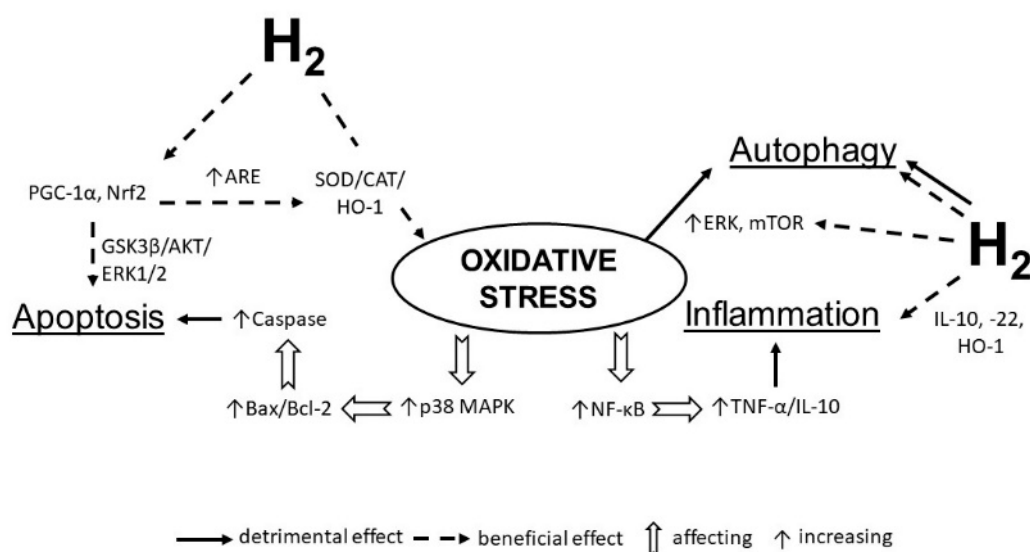 H2
PGC-1α, Nrf2
↑ARE
SOD/CAT/
HO-1
GSK3β/AKT/
ERK1/2
Apoptosis
↑Caspase
↑Bax/Bcl-2
↑p38 MAPK
OXIDATIVE
STRESS
Autophagy
↑ERK, mTOR
H2
Inflammation
IL-10, -22,
HO-1
↑NF-κB
↑TNF-α/IL-10
detrimental effect
beneficial effect
affecting
↑ increasing